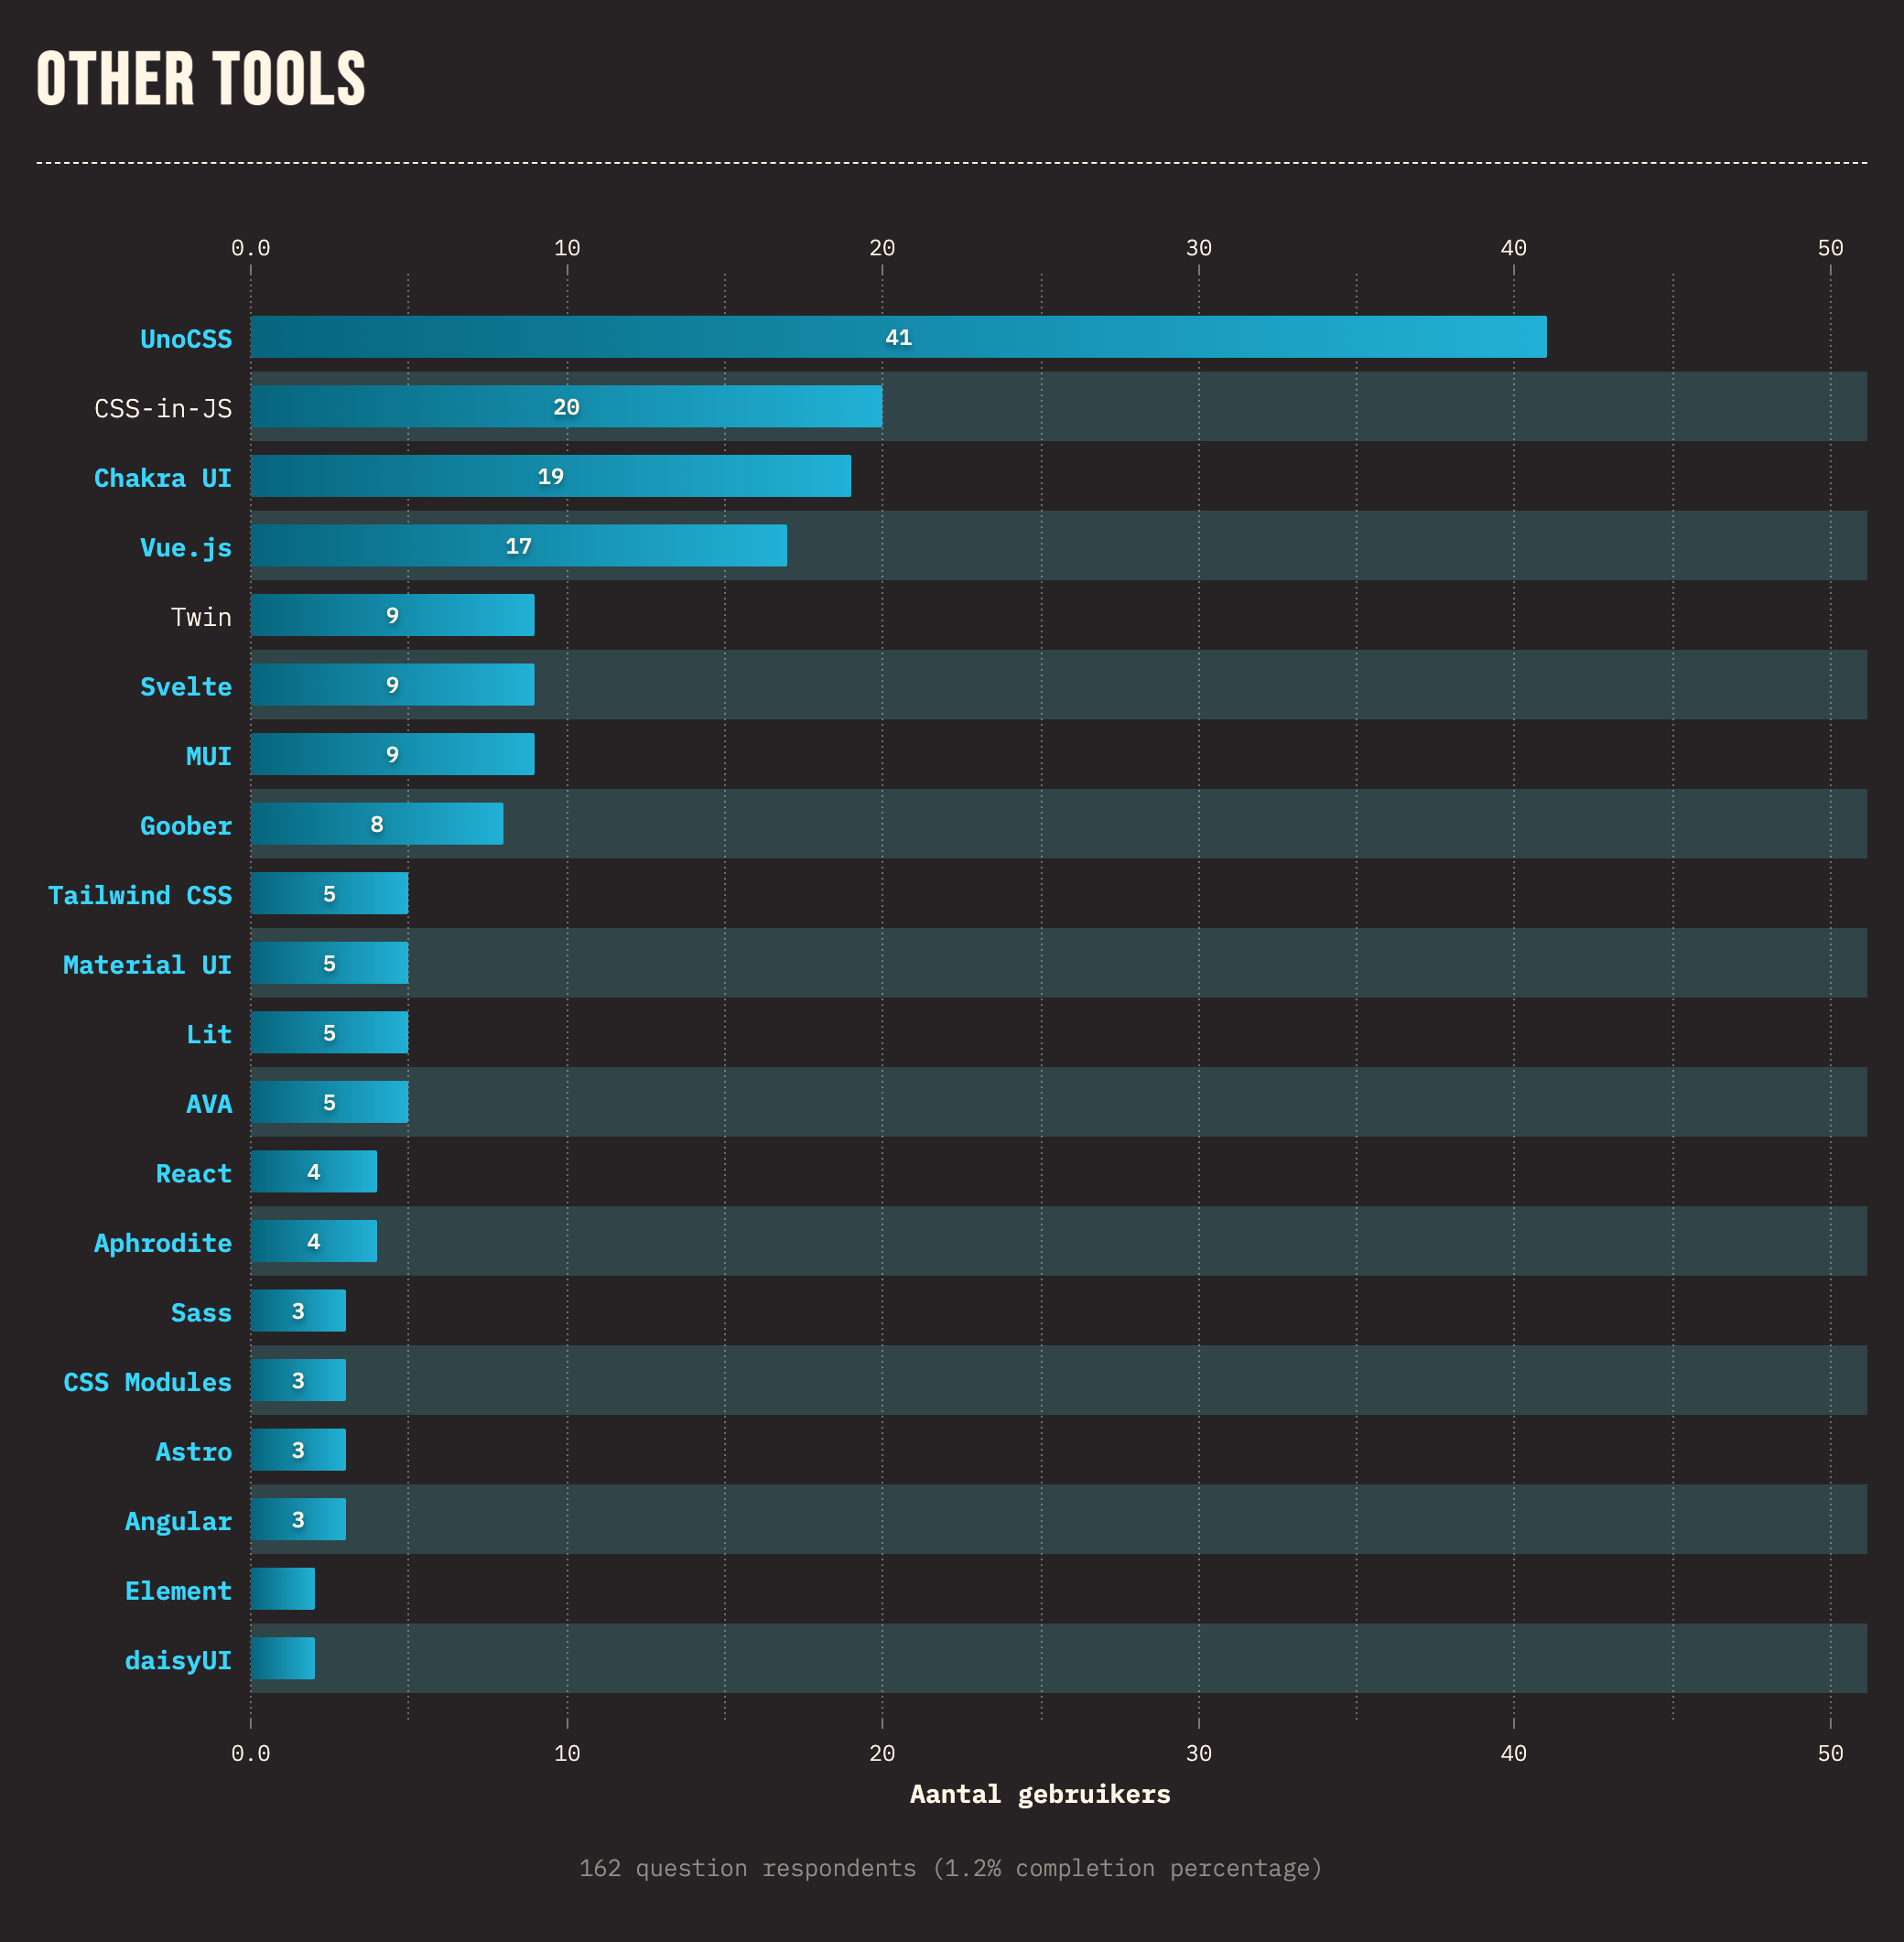 OTHER TOOLS
0.0 10 20 30 40 50
UnoCSS 41
CSS-in-JS 20
Chakra UI 19
Vue.js 17
Twin 9
Svelte 9
MUI 9
Goober 8
Tailwind CSS 5
Material UI 5
Lit 5
AVA 5
React 4
Aphrodite 4
Sass 3
CSS Modules 3
Astro 3
Angular 3
Element
daisyUI
0.0 10 20 30 40 50
Aantal gebruikers
162 question respondents (1.2% completion percentage)